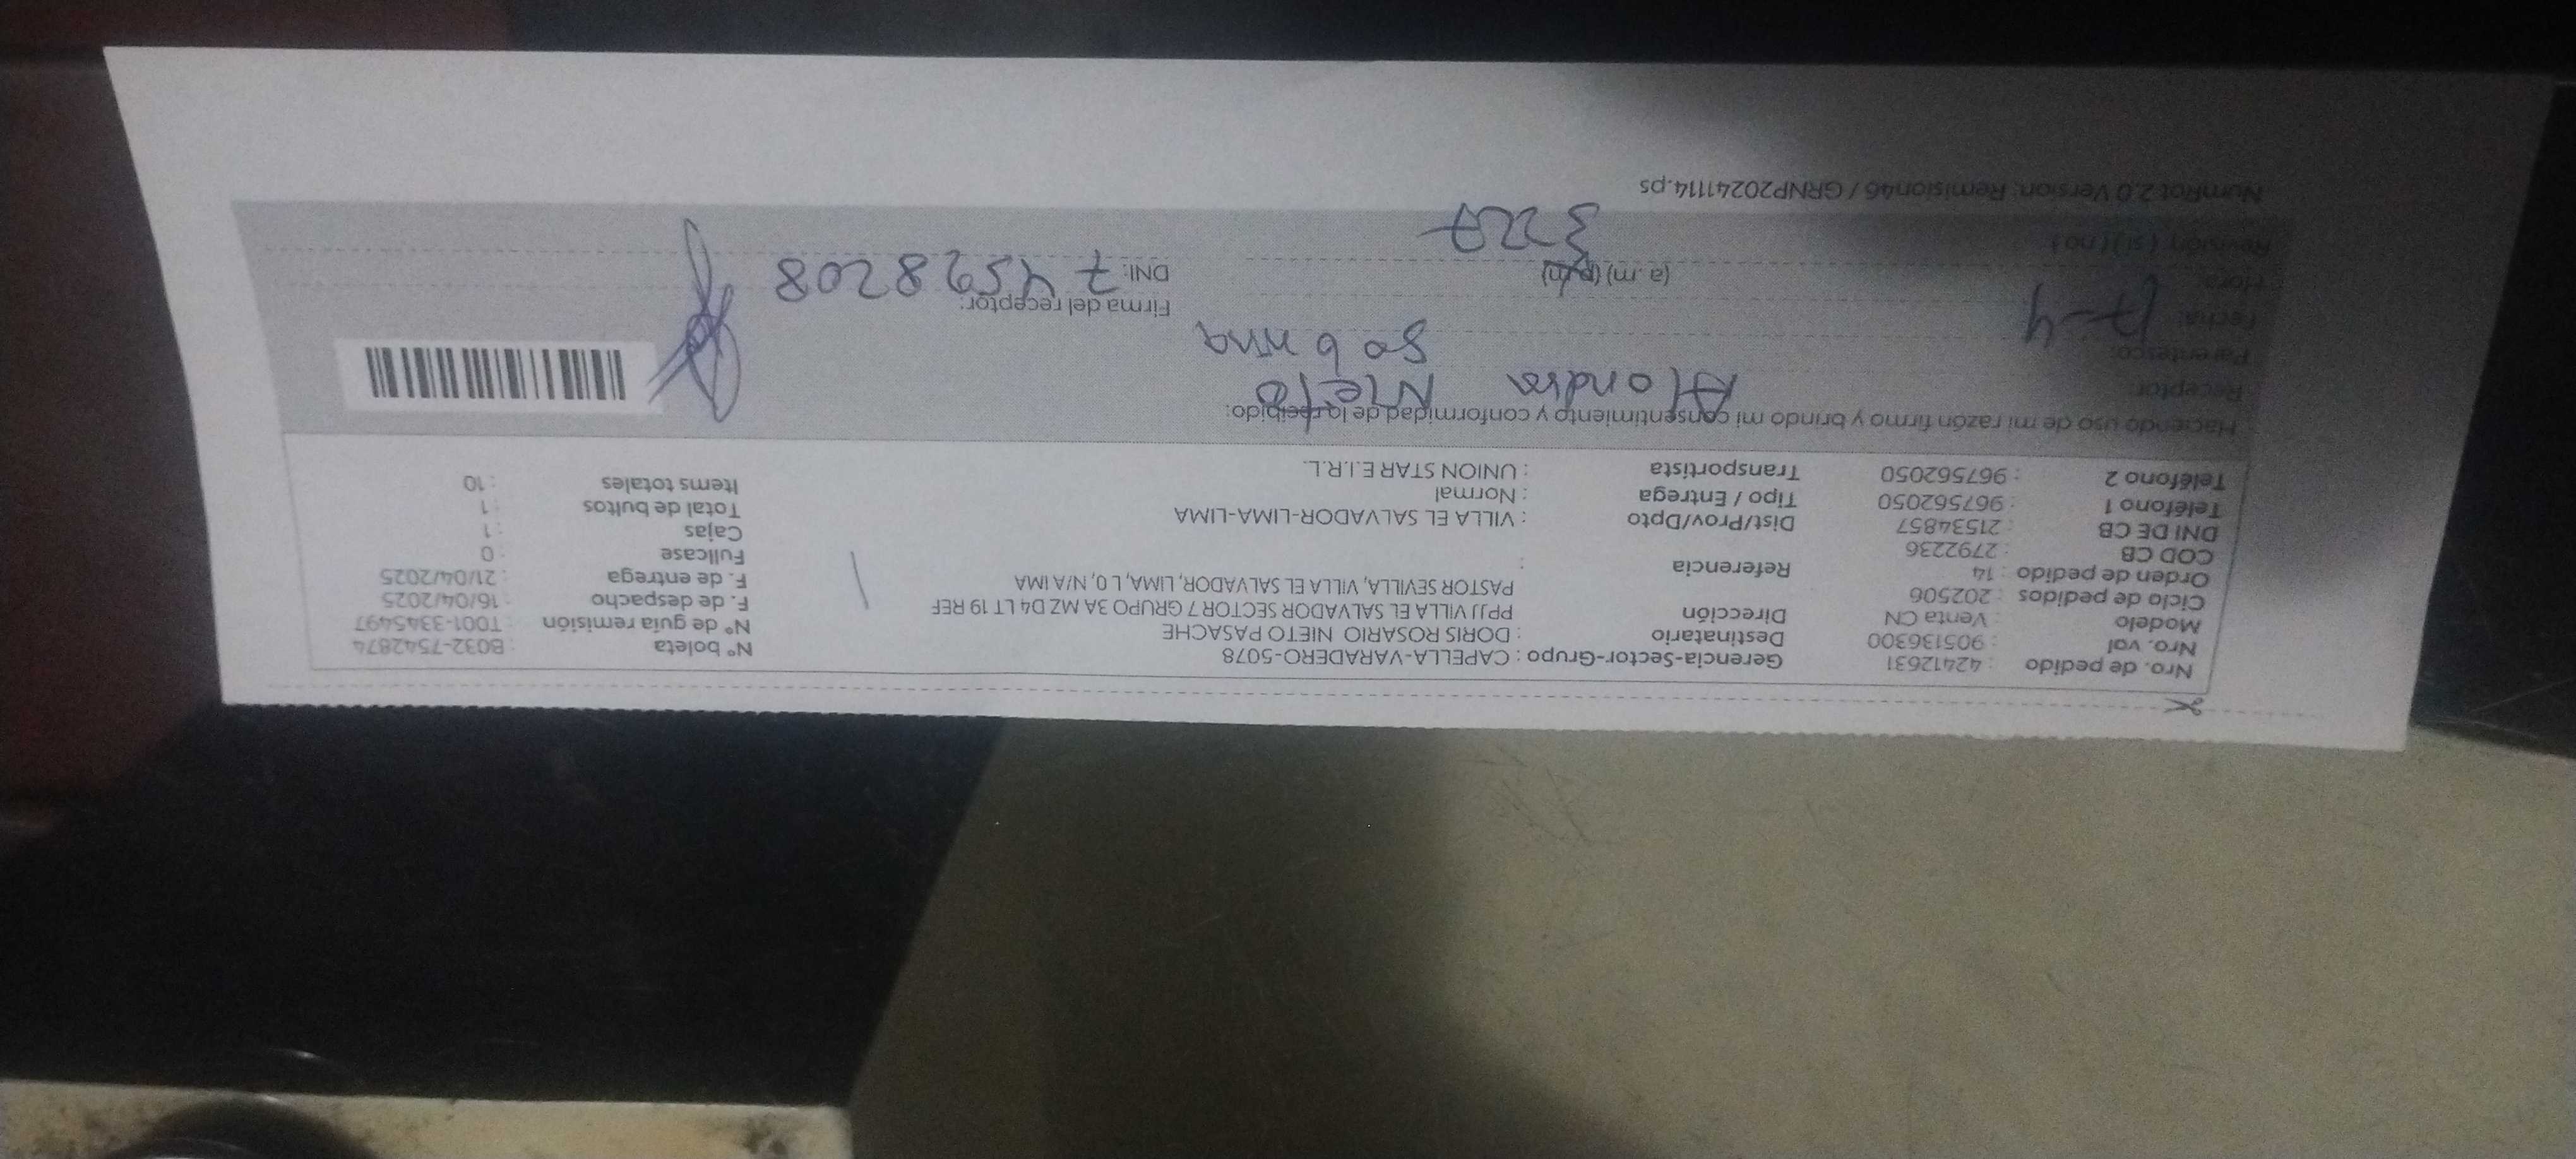 Nro. de pedido : 42412631
Nro. val : 905136300
Modelo : Venta CN
Ciclo de pedidos : 202506
Orden de pedido : 14
COD CB : 2792236
DNI DE CB : 21534857
Teléfono 1 : 967562050
Teléfono 2 : 967562050
Gerencia-Sector-Grupo : CAPELLA-VARADERO-5078
Destinatario : DORIS ROSARIO NIETO PASACHE
Dirección PPJJ VILLA EL SALVADOR SECTOR 7 GRUPO 3A MZ D4 LT 19 REF
PASTOR SEVILLA, VILLA EL SALVADOR, LIMA, L 0, N/A IMA
Referencia :
Dist/Prov/Dpto : VILLA EL SALVADOR-LIMA-LIMA
Tipo / Entrega : Normal
Transportista : UNION STAR E.I.R.L.
N° boleta : B032-7542874
N° de guía remisión : T001-3345497
F. de despacho : 16/04/2025
F. de entrega : 21/04/2025
Fullcase : 0
Cajas : 1
Total de bultos : 1
Items totales : 10
Haciendo uso de mi razón firmo y brindo mi consentimiento y conformidad de lo recibido:
Receptor: Alondra Nieto
Parentesco: Sobrina
Fecha: 17-4
Hora: (a. m) (p. m)
Revisión ( si ) ( no )
3227
Firma del receptor:
DNI: 74598208
NumRot 2.0 Version: Remision46 / GRNP20241114.ps